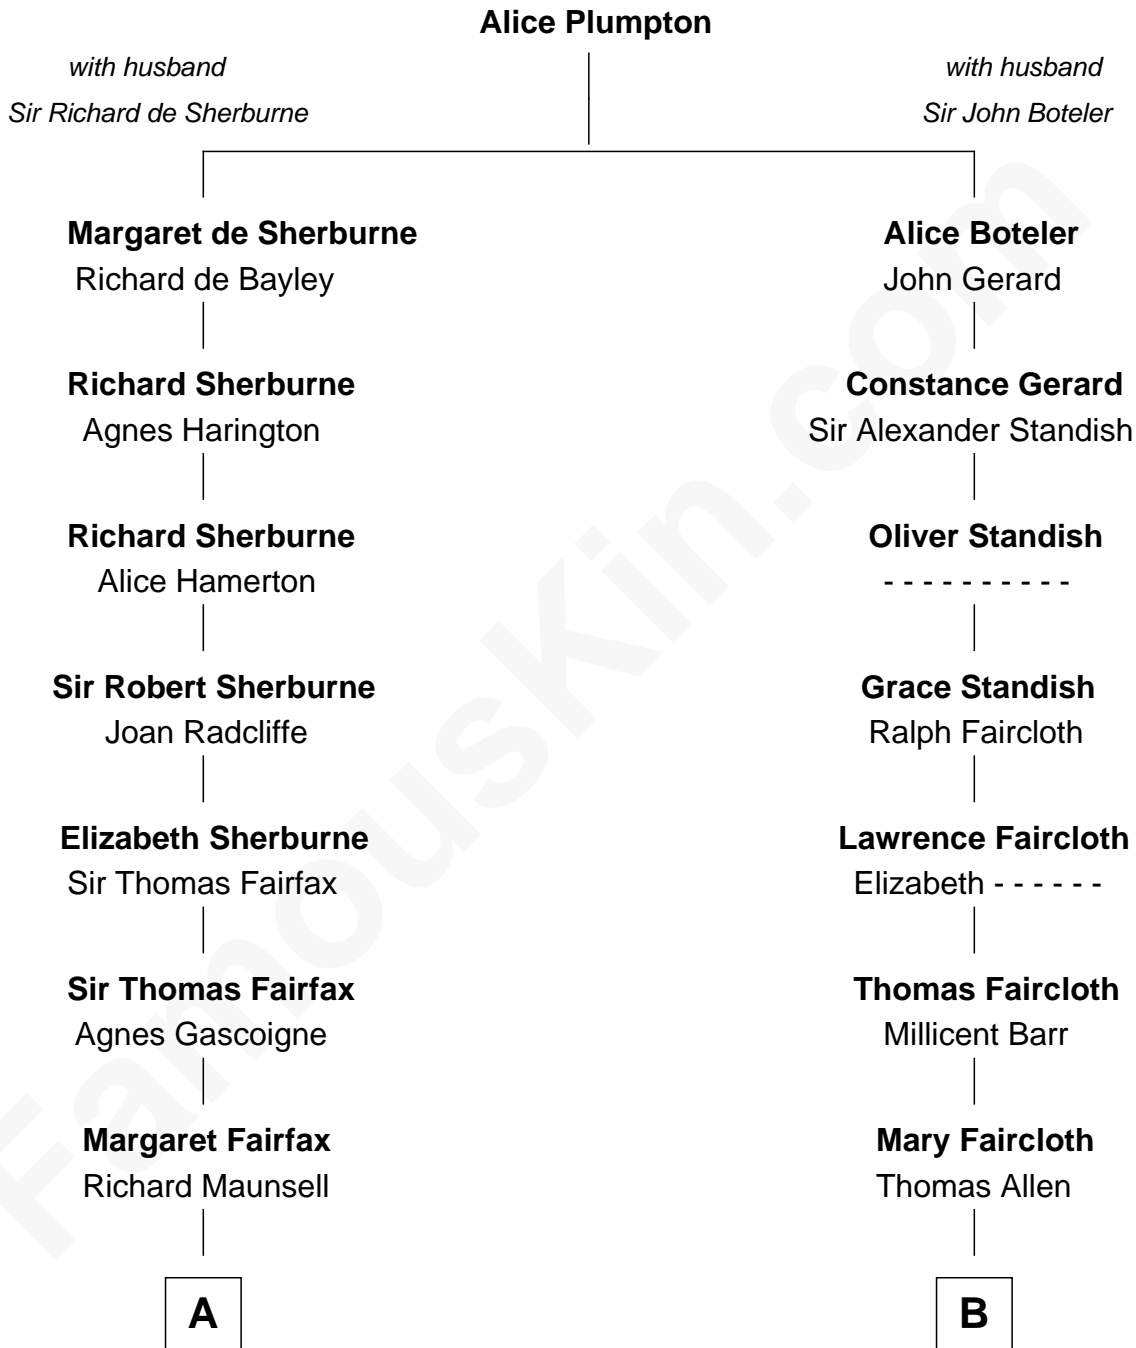 Alice Plumpton
with husband
Sir Richard de Sherburne
with husband
Sir John Boteler
Margaret de Sherburne
Richard de Bayley
Alice Boteler
John Gerard
Richard Sherburne
Agnes Harington
Constance Gerard
Sir Alexander Standish
Richard Sherburne
Alice Hamerton
Oliver Standish
- - - - - - - - - -
Sir Robert Sherburne
Joan Radcliffe
Grace Standish
Ralph Faircloth
Elizabeth Sherburne
Sir Thomas Fairfax
Lawrence Faircloth
Elizabeth - - - - - -
Sir Thomas Fairfax
Agnes Gascoigne
Thomas Faircloth
Millicent Barr
Margaret Fairfax
Richard Maunsell
Mary Faircloth
Thomas Allen
A
B
FamousKin.com